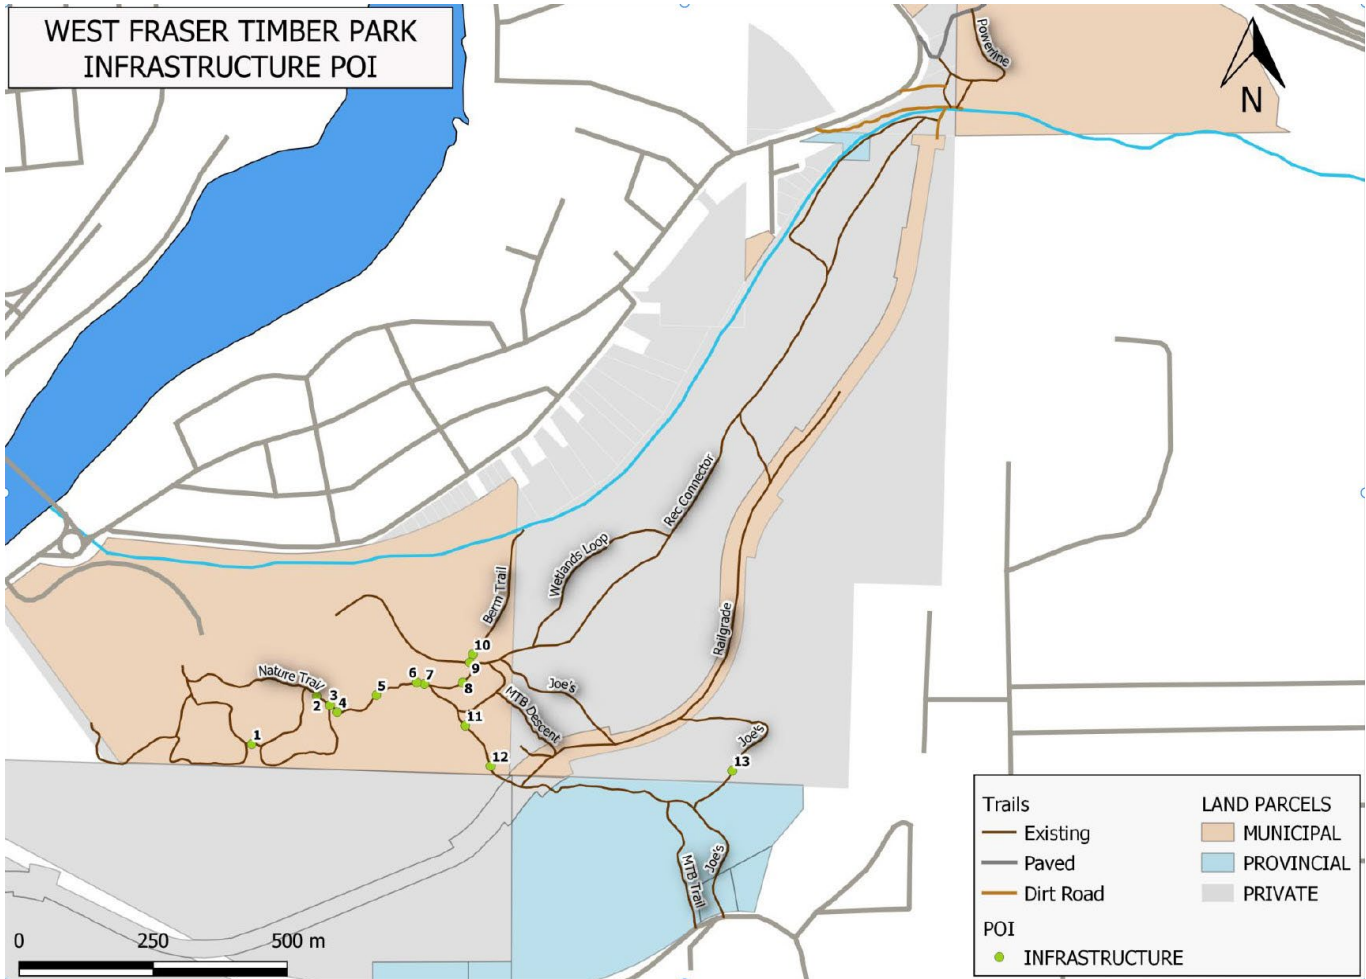 WEST FRASER TIMBER PARK
INFRASTRUCTURE POI
Powerline
N
Rec Connector
Wetlands Loop
Berm Trail
Railgrade
10
9
Nature Trail
6
7
8
5
3
2
4
Joe's
MTB Descent
11
1
Joe's
12
13
MTB Trail
Joe's
Trails
Existing
Paved
Dirt Road
POI
INFRASTRUCTURE
LAND PARCELS
MUNICIPAL
PROVINCIAL
PRIVATE
0 250 500 m